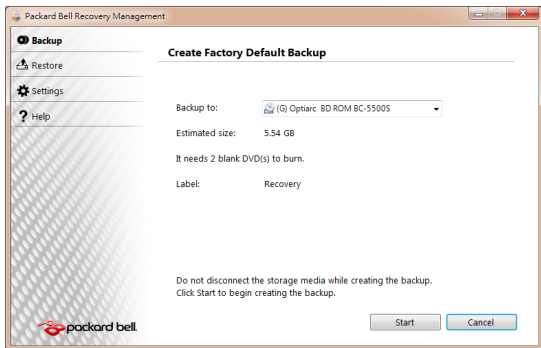 Packard Bell Recovery Management
Backup
Restore
Settings
Help
Create Factory Default Backup
Backup to: (G) Optiarc BD ROM BC-5500S
Estimated size: 5.54 GB
It needs 2 blank DVD(s) to burn.
Label: Recovery
Do not disconnect the storage media while creating the backup.
Click Start to begin creating the backup.
Start Cancel
packard bell.